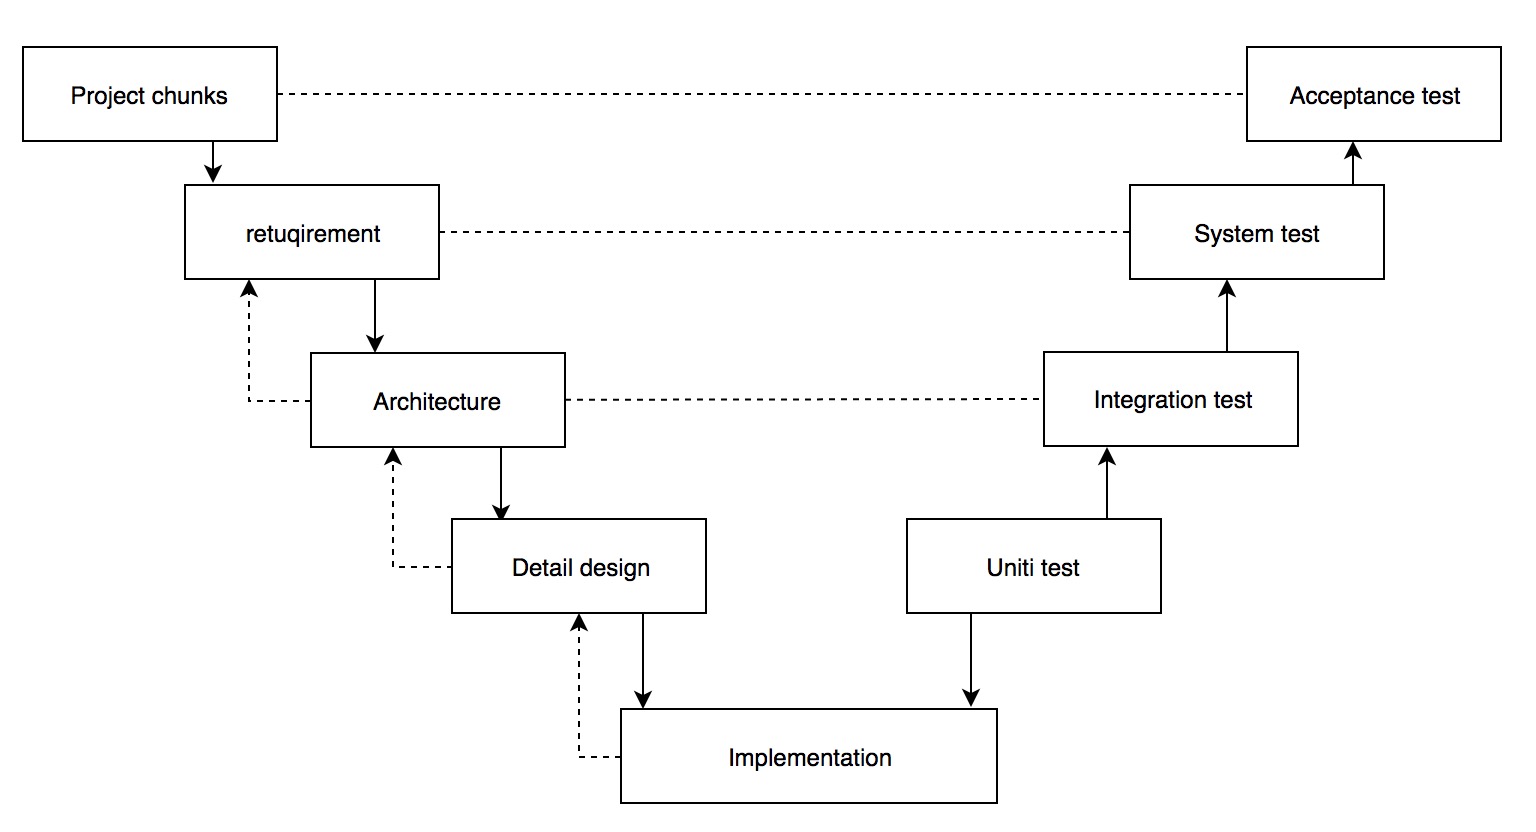 Project chunks
Acceptance test
retuqirement
System test
Architecture
Integration test
Detail design
Uniti test
Implementation